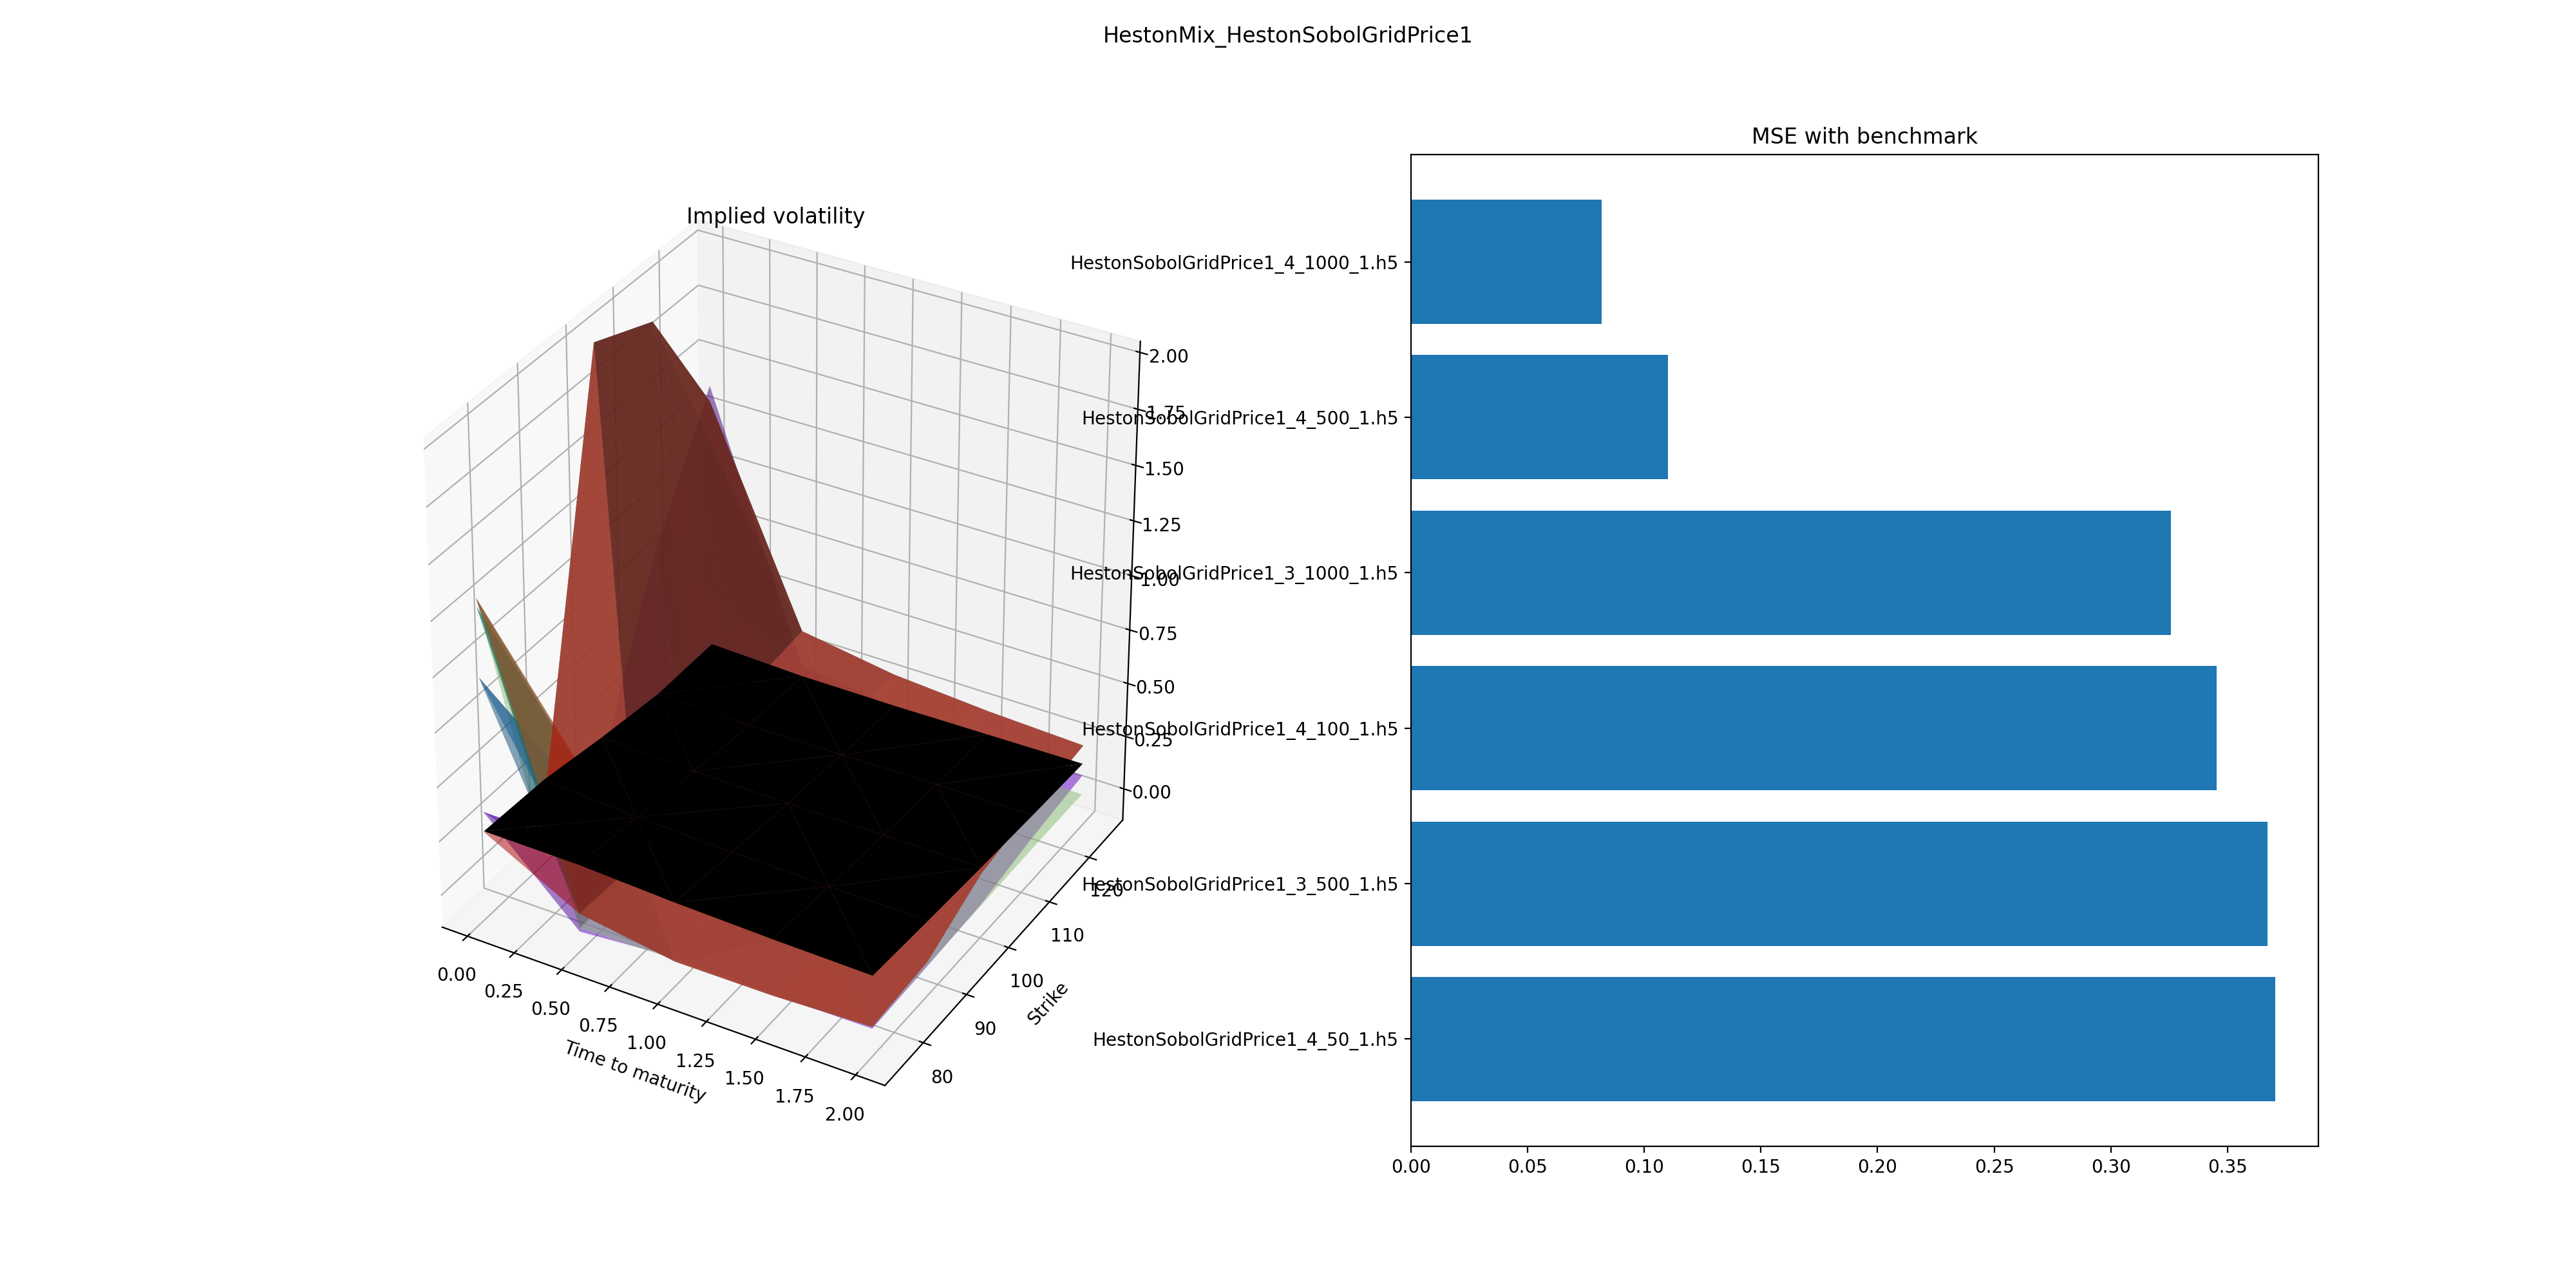 HestonMix_HestonSobolGridPrice1
Implied volatility
2.00
1.75
1.50
1.25
1.00
0.75
0.50
0.25
0.00
120
110
100
90
80
Strike
0.00
0.25
0.50
0.75
1.00
1.25
1.50
1.75
2.00
Time to maturity
MSE with benchmark
HestonSobolGridPrice1_4_1000_1.h5
HestonSobolGridPrice1_4_500_1.h5
HestonSobolGridPrice1_3_1000_1.h5
HestonSobolGridPrice1_4_100_1.h5
HestonSobolGridPrice1_3_500_1.h5
HestonSobolGridPrice1_4_50_1.h5
0.00 0.05 0.10 0.15 0.20 0.25 0.30 0.35